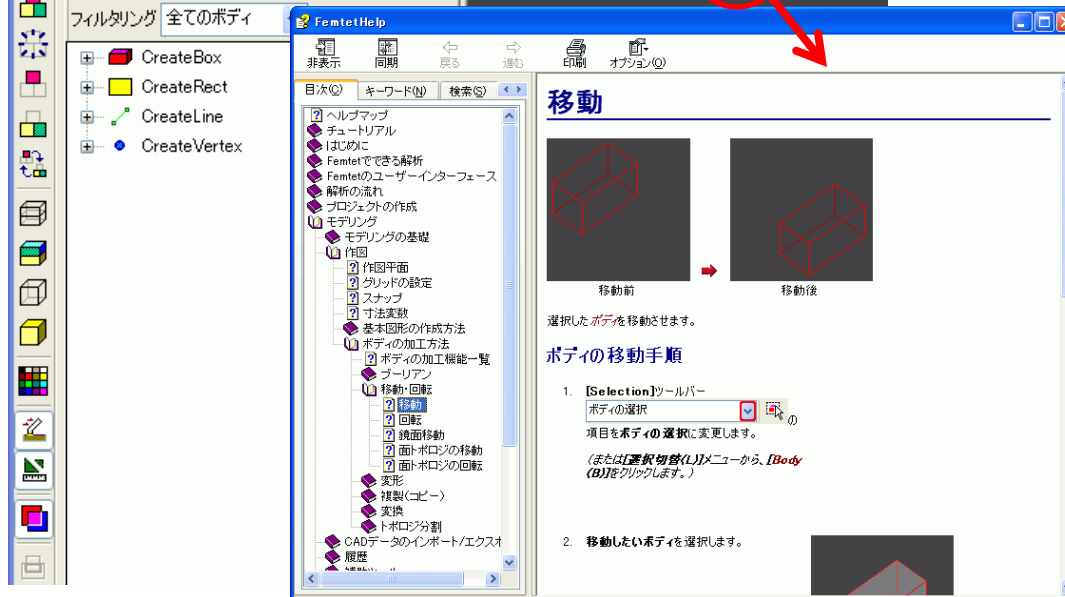 フィルタリング 全てのボディ
CreateBox
CreateRect
CreateLine
CreateVertex
FemtetHelp
非表示 同期 戻る 進む 印刷 オプション(O)
目次(C) キーワード(N) 検索(S)
ヘルプマップ
チュートリアル
はじめに
Femtetでできる解析
Femtetのユーザーインターフェース
解析の流れ
プロジェクトの作成
モデリング
モデリングの基礎
作図
作図平面
グリッドの設定
スナップ
寸法変数
基本図形の作成方法
ボディの加工方法
ボディの加工機能一覧
ブーリアン
移動・回転
移動
回転
鏡面移動
面トポロジの移動
面トポロジの回転
変形
複製(コピー)
変換
トポロジ分割
CADデータのインポート/エクスポ
履歴
移動
移動前 移動後
選択したボディを移動させます。
ボディの移動手順
1. [Selection]ツールバー
ボディの選択 の
項目をボディの選択に変更します。
(または[選択切替(L)]メニューから、[Body
(B)]をクリックします。)
2. 移動したいボディを選択します。